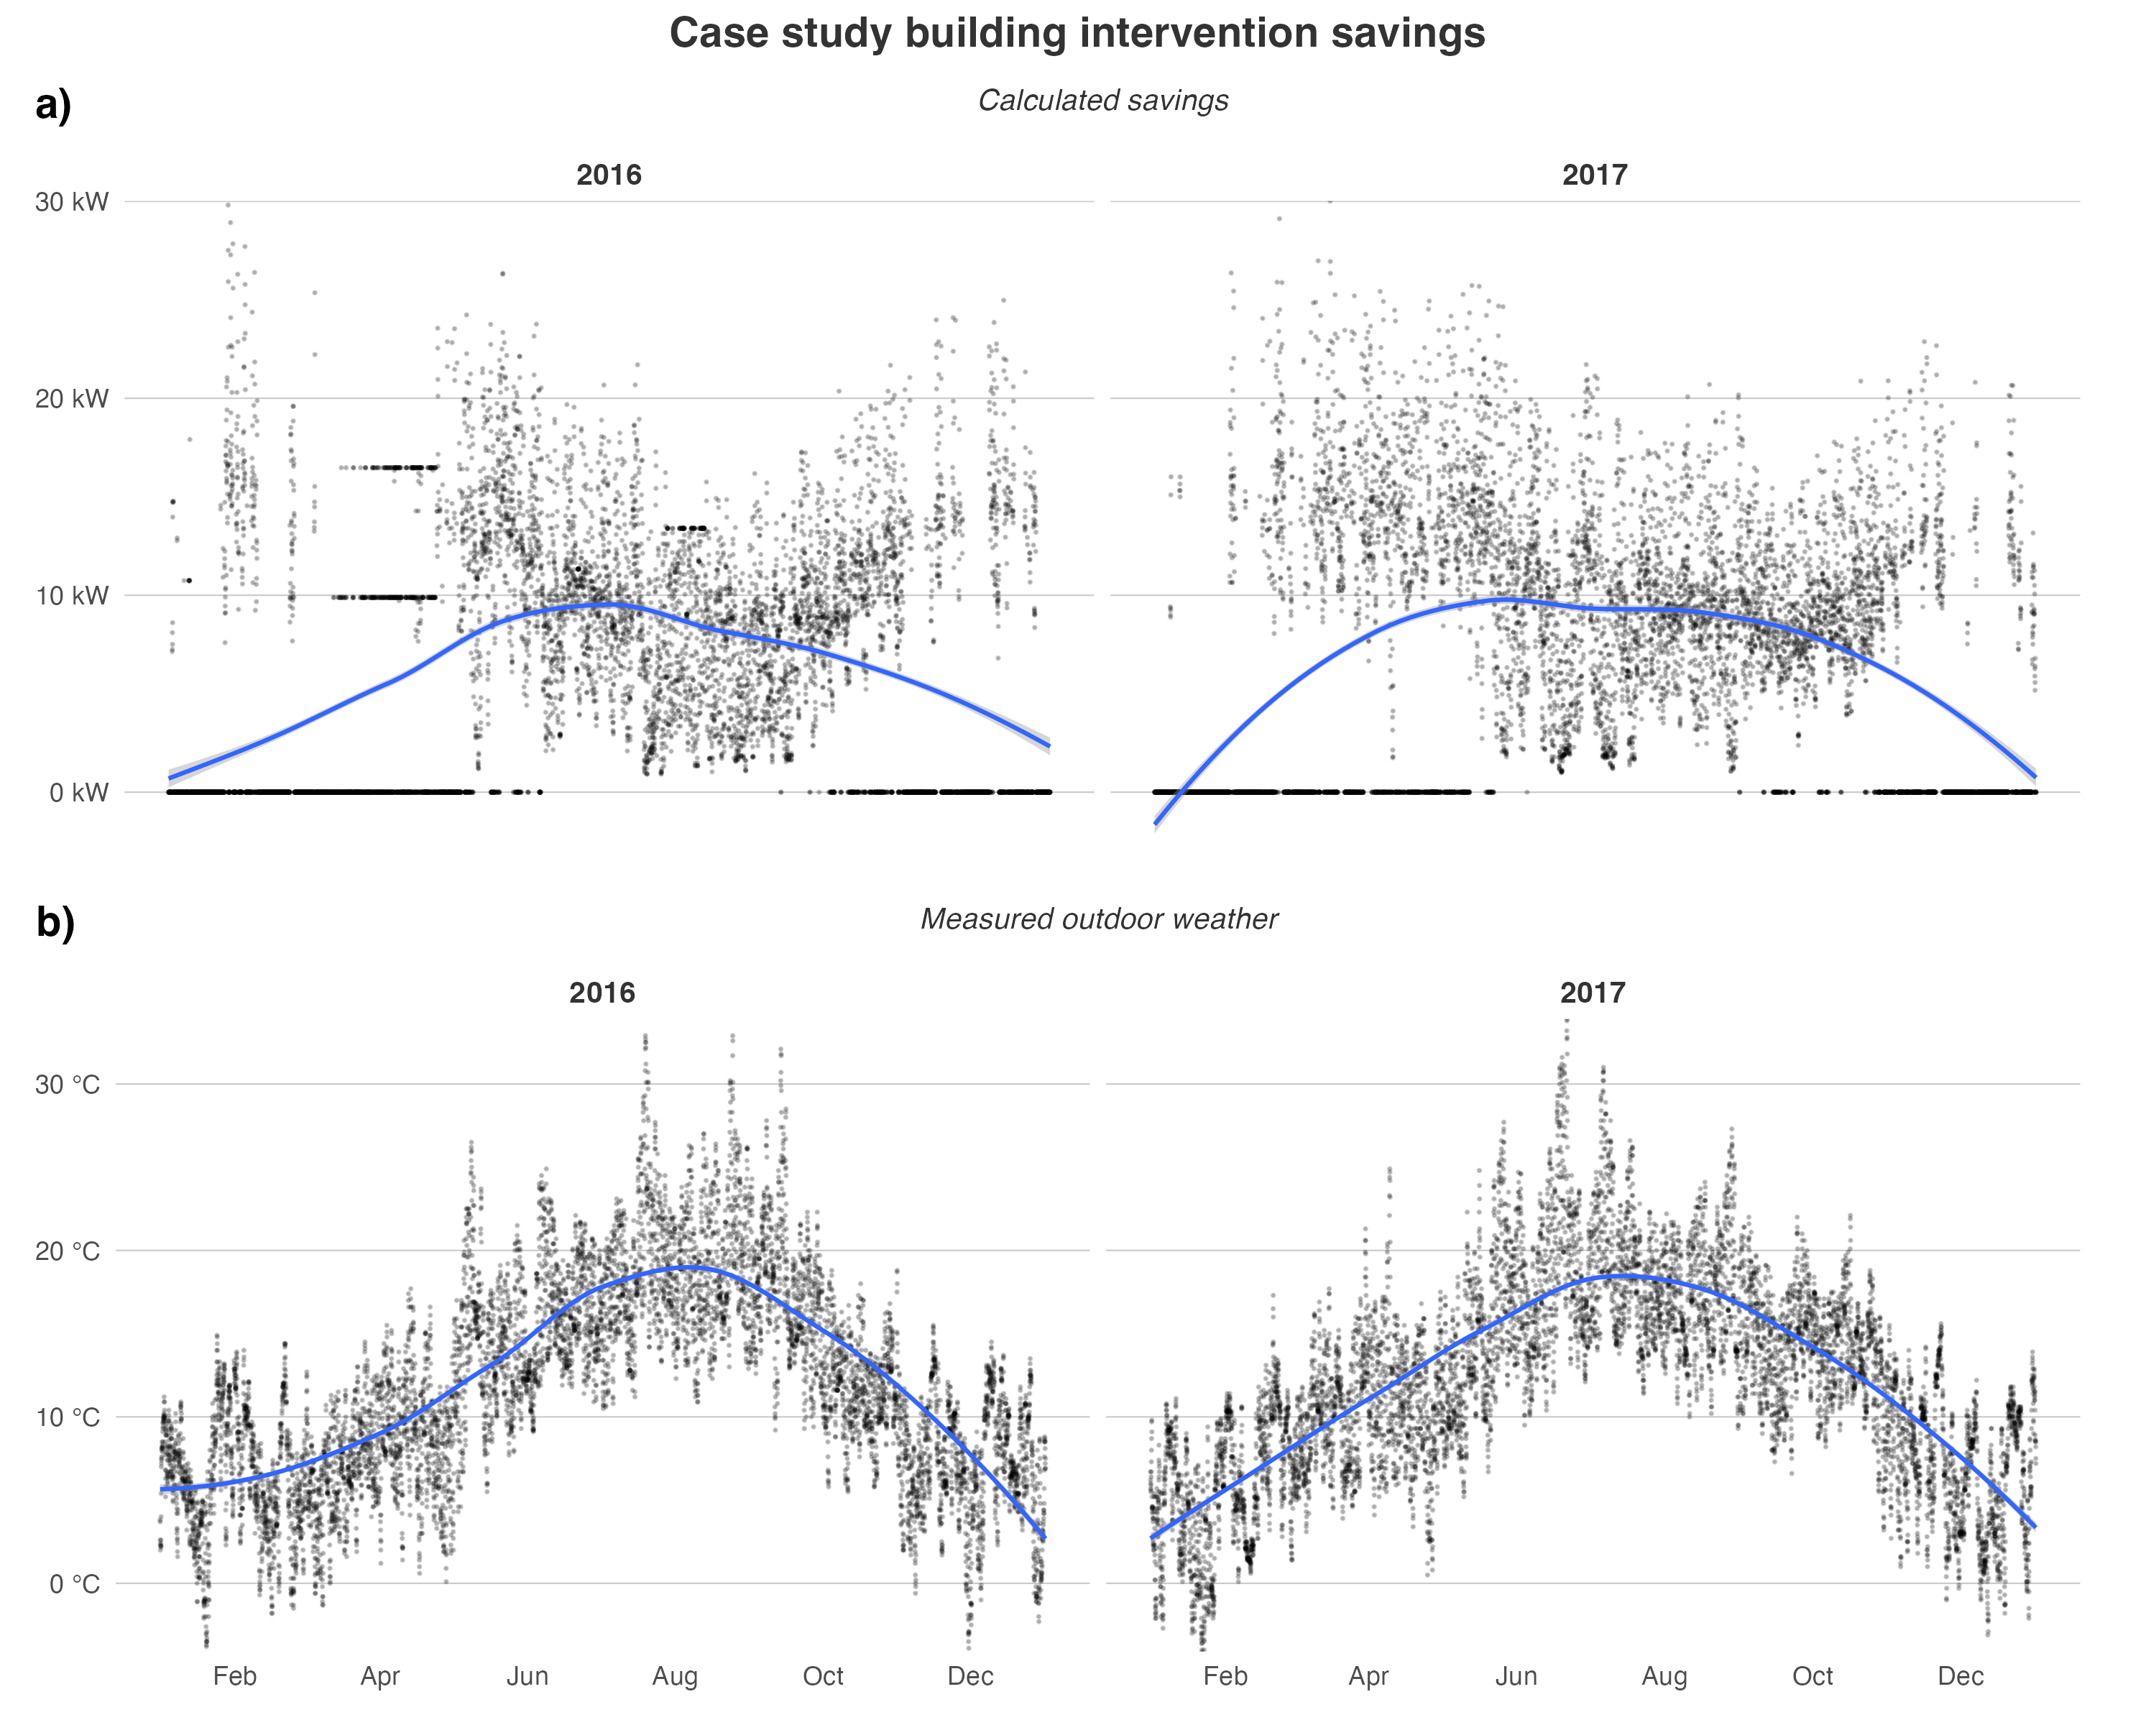 Case study building intervention savings
a)
Calculated savings
2016
2017
30 kW
20 kW
10 kW
0 kW
b)
Measured outdoor weather
2016
2017
30 °C
20 °C
10 °C
0 °C
Feb Apr Jun Aug Oct Dec Feb Apr Jun Aug Oct Dec